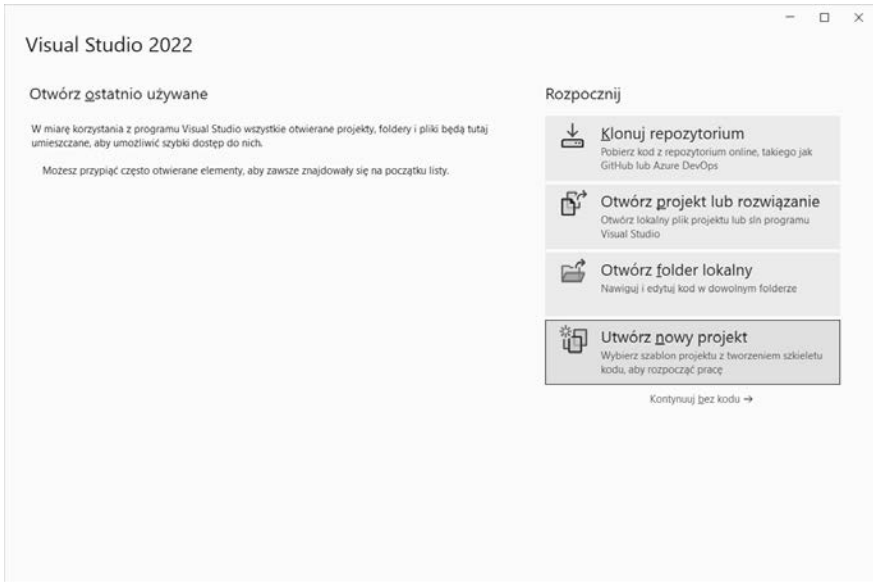 Visual Studio 2022
Otwórz ostatnio używane
W miarę korzystania z programu Visual Studio wszystkie otwierane projekty, foldery i pliki będą tutaj
umieszczane, aby umożliwić szybki dostęp do nich.
Możesz przypiąć często otwierane elementy, aby zawsze znajdowały się na początku listy.
Rozpocznij
Klonuj repozytorium
Pobierz kod z repozytorium online, takiego jak
GitHub lub Azure DevOps
Otwórz projekt lub rozwiązanie
Otwórz lokalny plik projektu lub sln programu
Visual Studio
Otwórz folder lokalny
Nawiguj i edytuj kod w dowolnym folderze
Utwórz nowy projekt
Wybierz szablon projektu z tworzeniem szkieletu
kodu, aby rozpocząć pracę
Kontynuuj bez kodu →